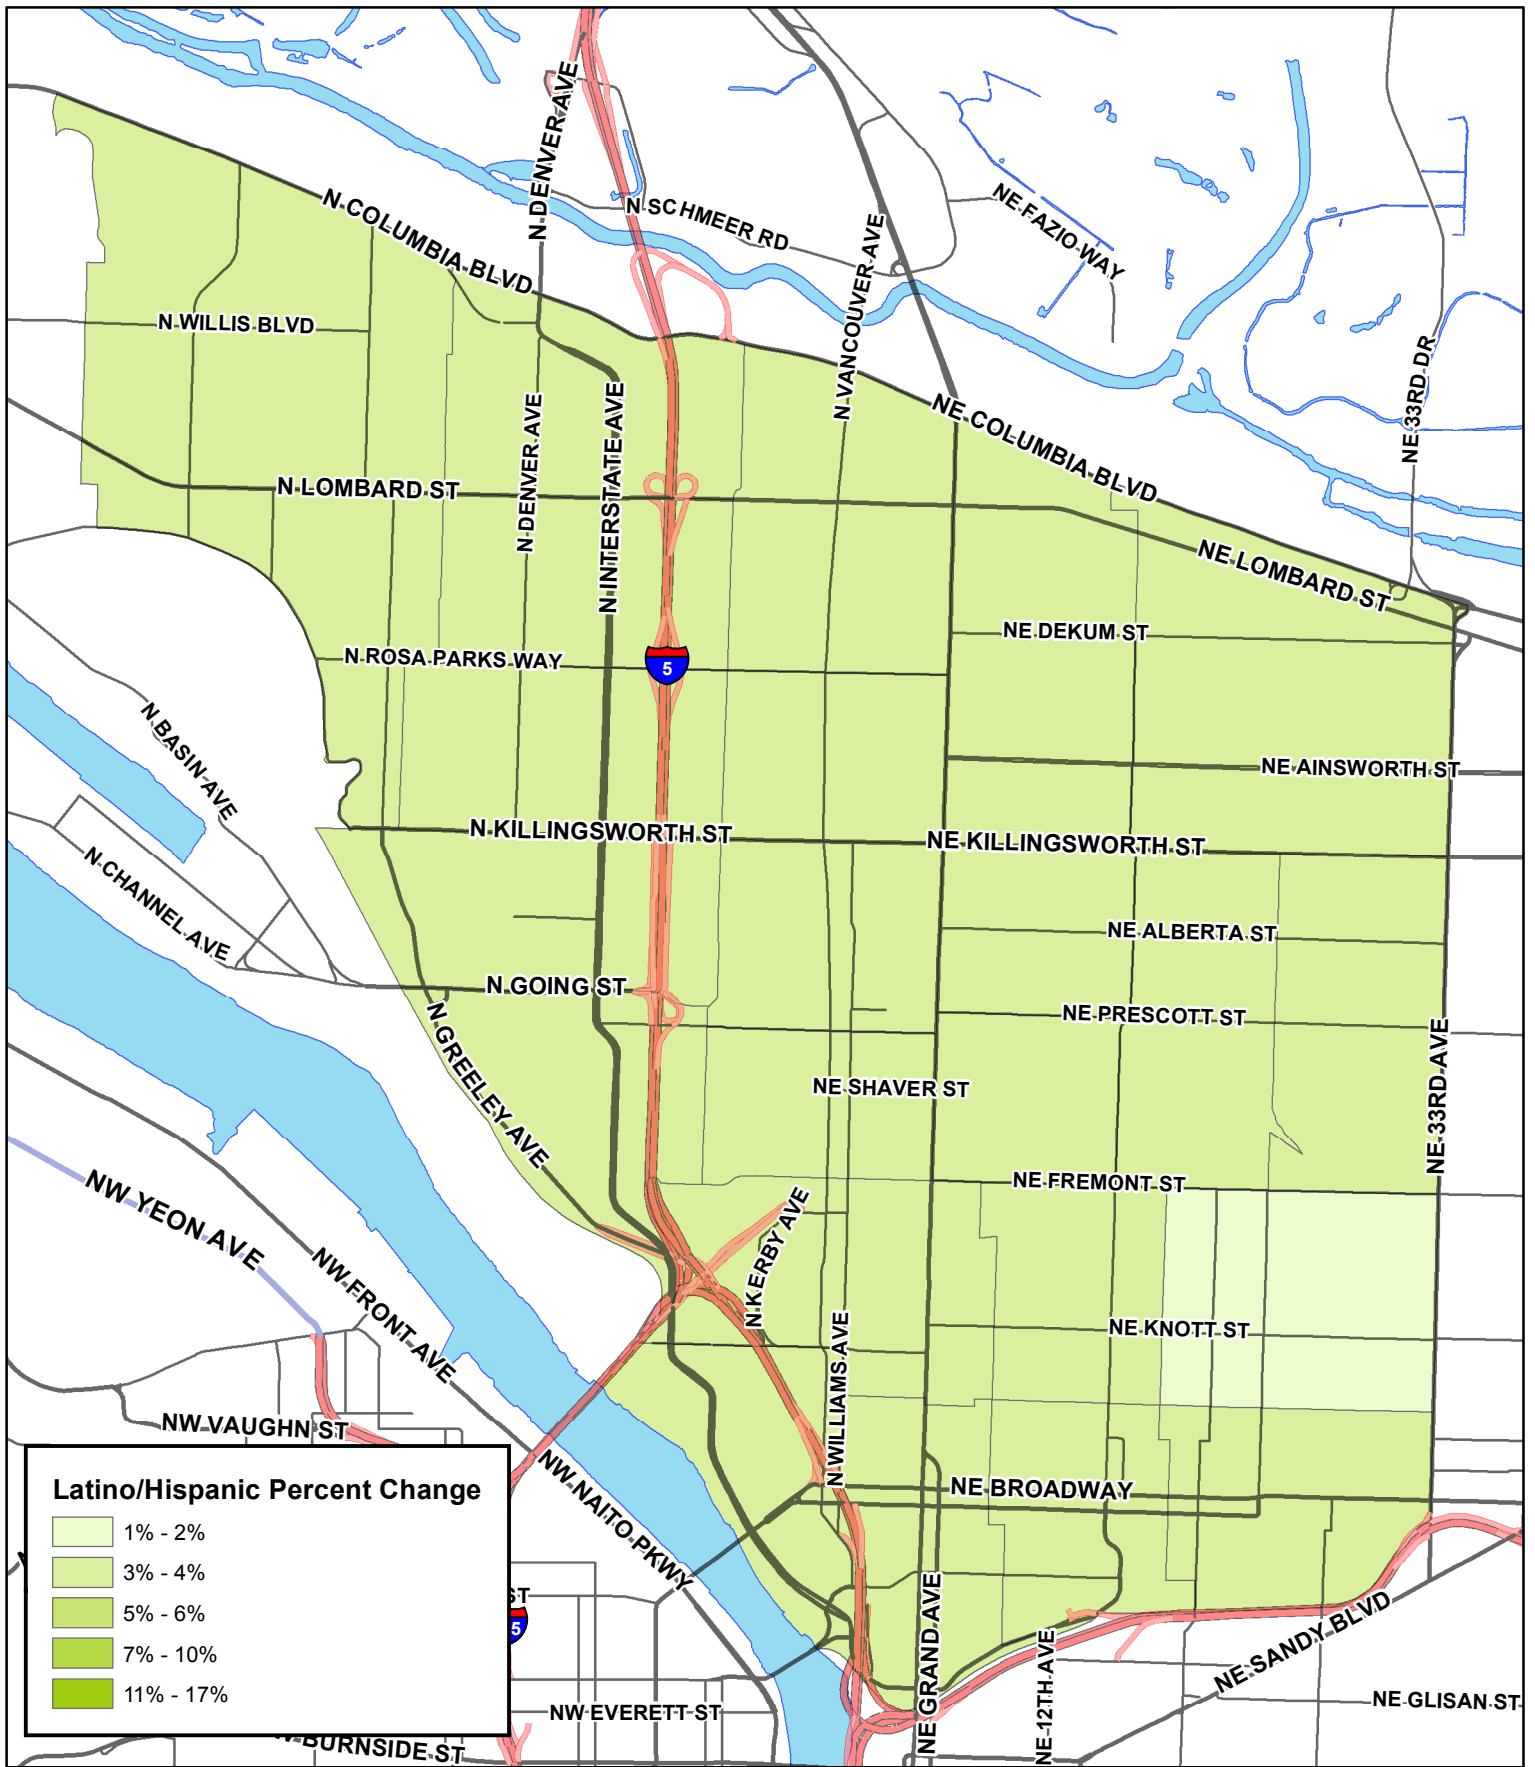 N DENVER AVE
N SCHMEER RD
NE FAZIO WAY
N COLUMBIA BLVD
N VANCOUVER AVE
N WILLIS BLVD
NE 33RD DR
N DENVER AVE
N INTERSTATE AVE
NE COLUMBIA BLVD
N LOMBARD ST
NE LOMBARD ST
NE DEKUM ST
N ROSA PARKS WAY
5
N BASIN AVE
NE AINSWORTH ST
N KILLINGSWORTH ST
NE KILLINGSWORTH ST
N CHANNEL AVE
NE ALBERTA ST
N GOING ST
NE PRESCOTT ST
N GREELEY AVE
NE SHAVER ST
NE 33RD AVE
NE FREMONT ST
NW YEON AVE
N KERBY AVE
NW FRONT AVE
NE KNOTT ST
N WILLIAMS AVE
NW VAUGHN ST
NW NAITO PKWY
NE BROADWAY
Latino/Hispanic Percent Change
1% - 2%
3% - 4%
5% - 6%
7% - 10%
11% - 17%
ST
5
NE GRAND AVE
NE 12TH AVE
NE SANDY BLVD
NE GLISAN ST
NW EVERETT ST
BURNSIDE ST